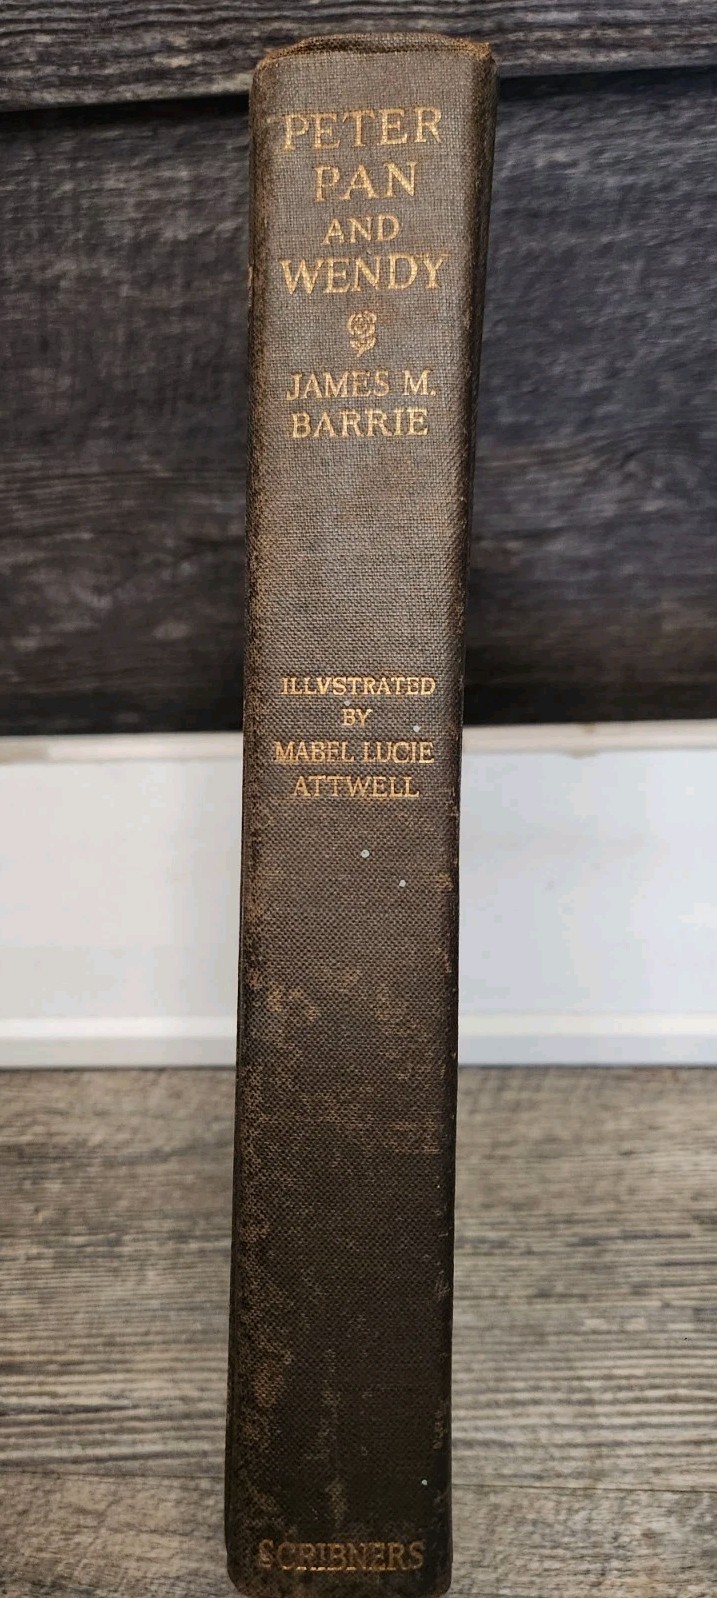 PETER
PAN
AND
WENDY
JAMES M.
BARRIE
ILLVSTRATED
BY
MABEL LUCIE
ATTWELL
SCRIBNERS